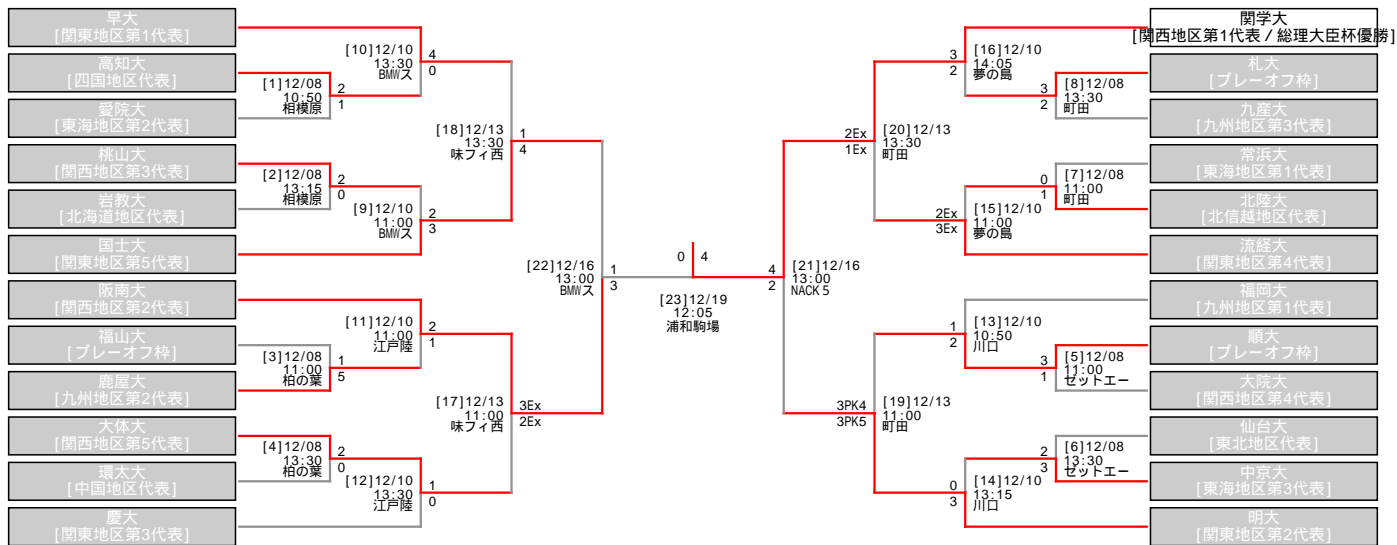 早大
[関東地区第1代表]
高知大
[四国地区代表]
愛院大
[東海地区第2代表]
桃山大
[関西地区第3代表]
岩教大
[北海道地区代表]
国士大
[関東地区第5代表]
阪南大
[関西地区第2代表]
福山大
[プレーオフ枠]
鹿屋大
[九州地区第2代表]
大体大
[関西地区第5代表]
環太大
[中国地区代表]
慶大
[関東地区第3代表]
[1]12/08
10:50
相模原
2
1
[2]12/08
13:15
相模原
2
0
[3]12/08
11:00
柏の葉
1
5
[4]12/08
13:30
柏の葉
2
0
[10]12/10
13:30
BMWス
4
0
[9]12/10
11:00
BMWス
2
3
[11]12/10
11:00
江戸陸
2
1
[12]12/10
13:30
江戸陸
1
0
[18]12/13
13:30
味フィ西
1
4
[17]12/13
11:00
味フィ西
3Ex
2Ex
[22]12/16
13:00
BMWス
1
3
0
4
[23]12/19
12:05
浦和駒場
4
2
[21]12/16
13:00
NACK5
2Ex
1Ex
[20]12/13
13:30
町田
3PK4
3PK5
[19]12/13
11:00
町田
3
2
[16]12/10
14:05
夢の島
2Ex
3Ex
[15]12/10
11:00
夢の島
1
2
[13]12/10
10:50
川口
0
3
[14]12/10
13:15
川口
3
2
[8]12/08
13:30
町田
0
1
[7]12/08
11:00
町田
3
1
[5]12/08
11:00
ゼットエー
2
3
[6]12/08
13:30
ゼットエー
関学大
[関西地区第1代表 / 総理大臣杯優勝]
札大
[プレーオフ枠]
九産大
[九州地区第3代表]
常浜大
[東海地区第1代表]
北陸大
[北信越地区代表]
流経大
[関東地区第4代表]
福岡大
[九州地区第1代表]
順大
[プレーオフ枠]
大院大
[関西地区第4代表]
仙台大
[東北地区代表]
中京大
[東海地区第3代表]
明大
[関東地区第2代表]